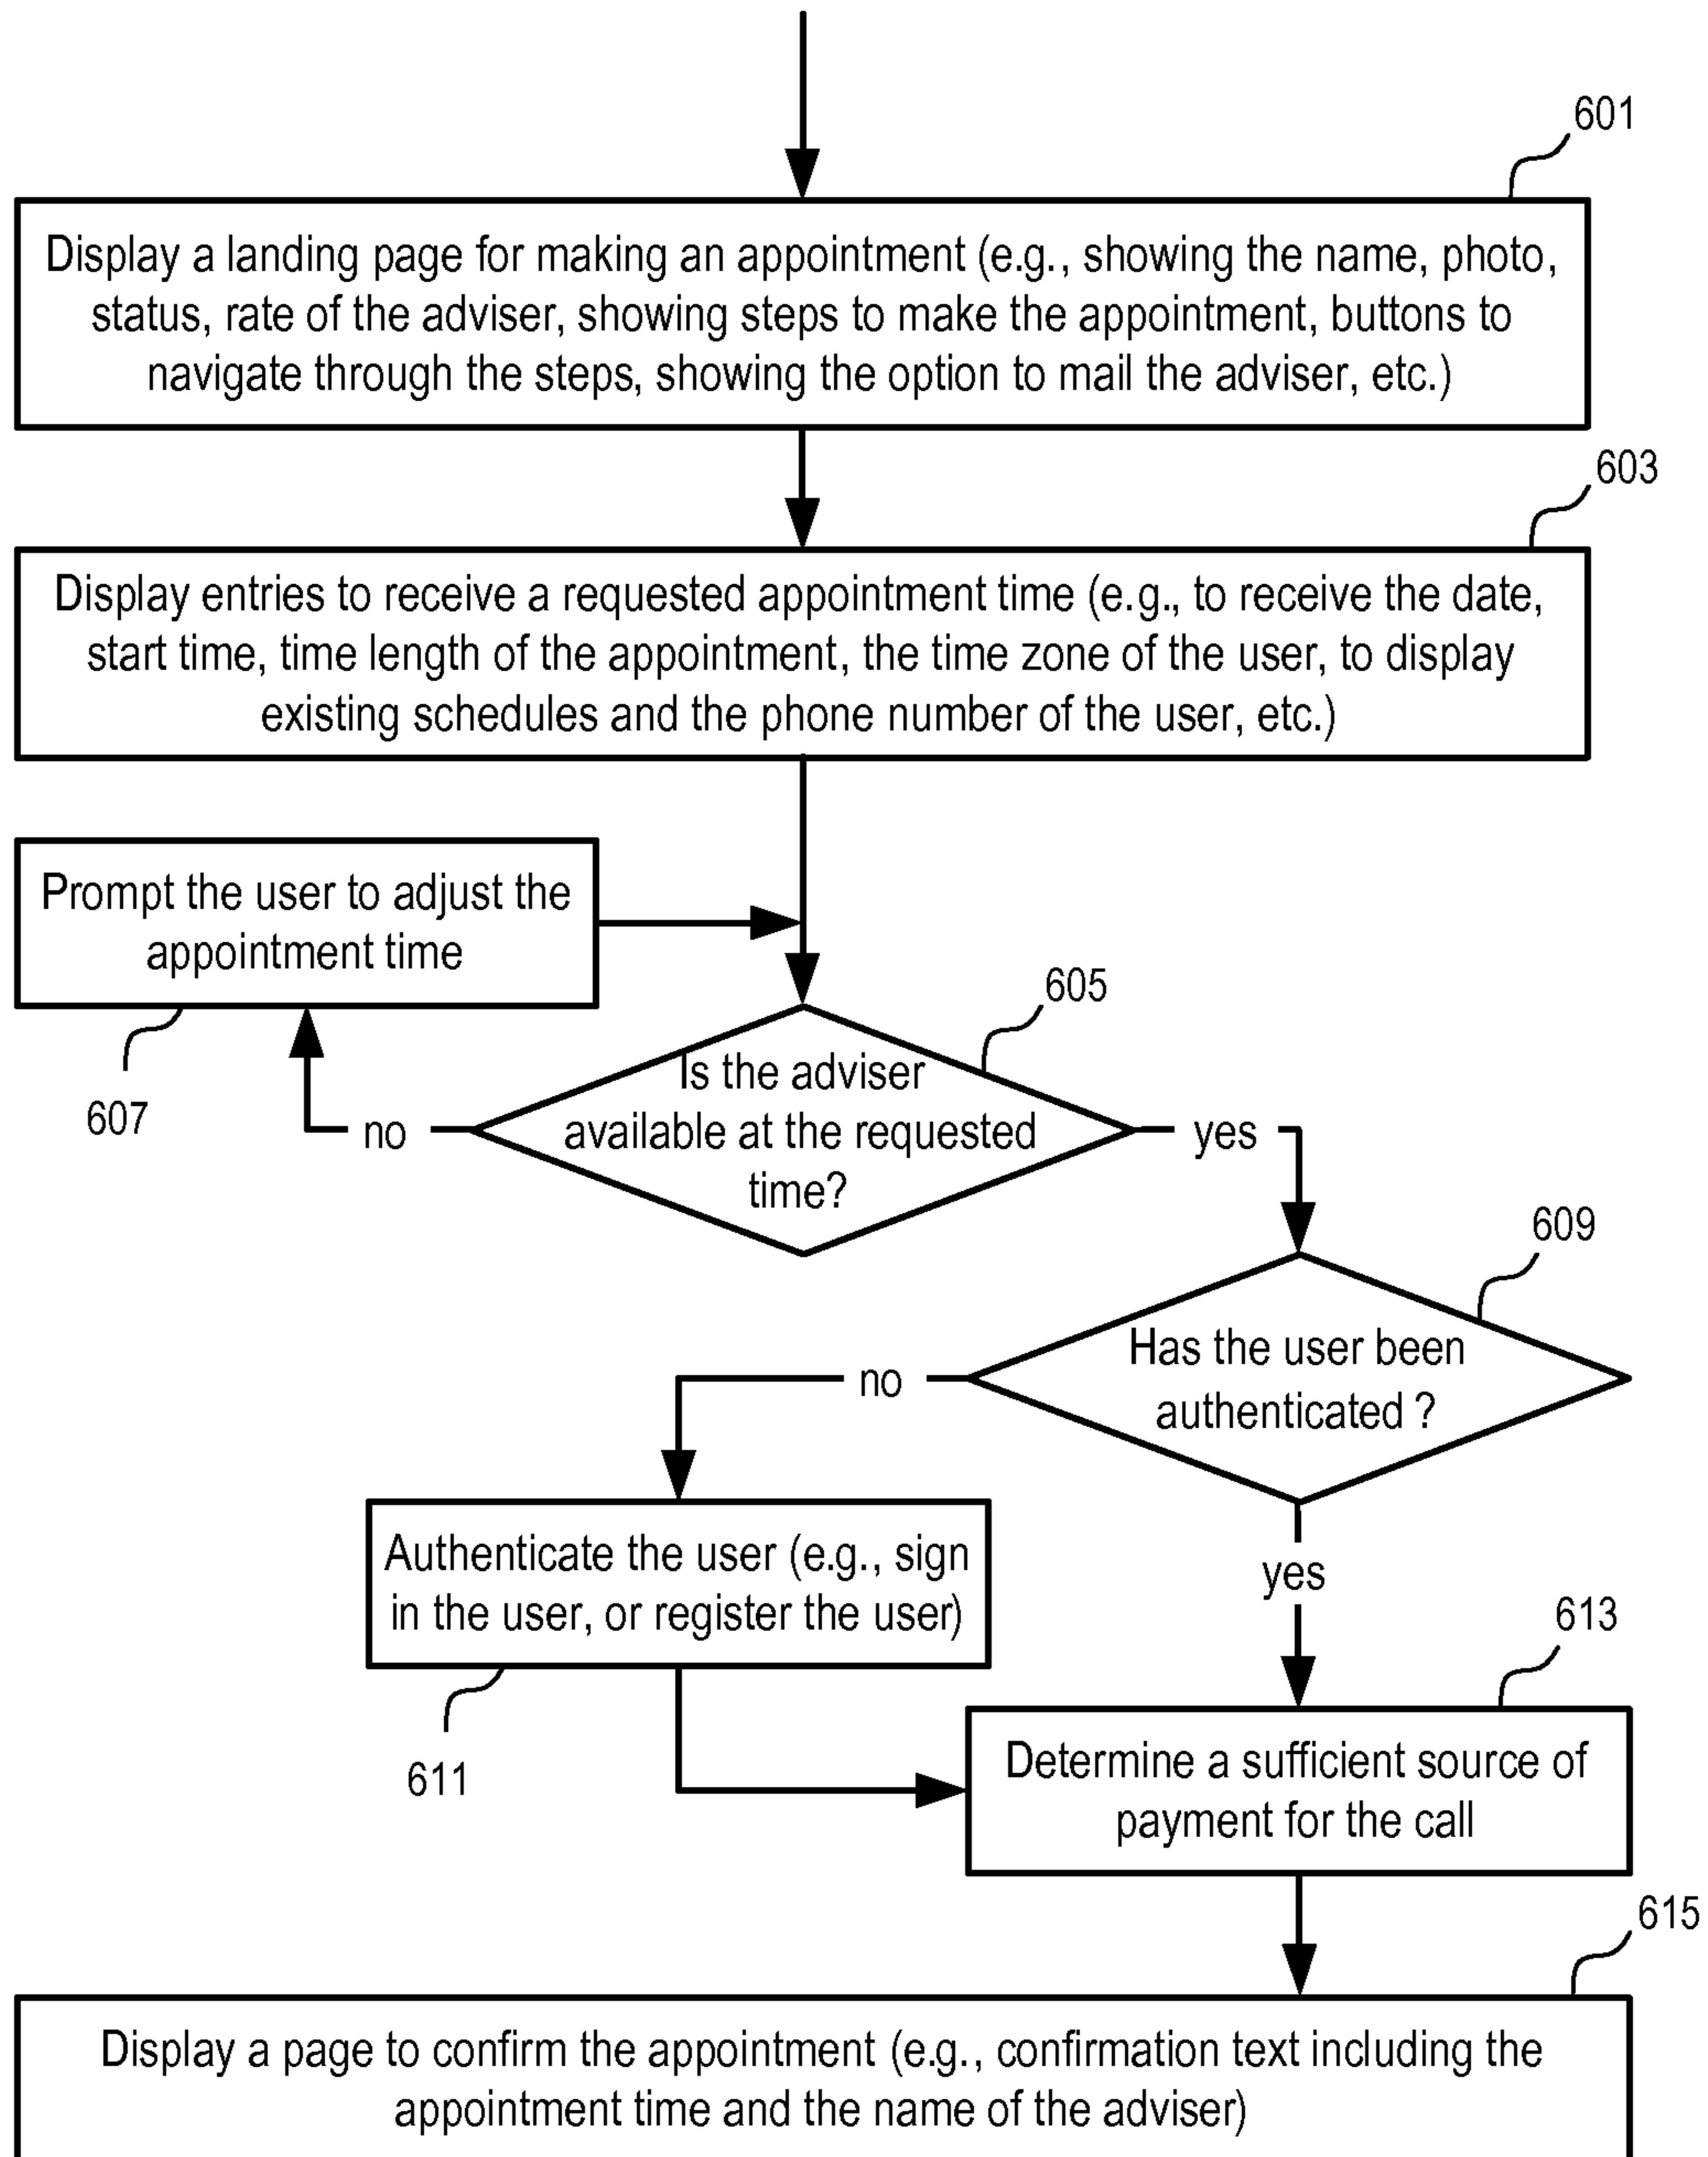 601
Display a landing page for making an appointment (e.g., showing the name, photo,
status, rate of the adviser, showing steps to make the appointment, buttons to
navigate through the steps, showing the option to mail the adviser, etc.)
603
Display entries to receive a requested appointment time (e.g., to receive the date,
start time, time length of the appointment, the time zone of the user, to display
existing schedules and the phone number of the user, etc.)
Prompt the user to adjust the
appointment time
607
605
Is the adviser
available at the requested
time?
no
yes
609
Has the user been
authenticated ?
no
yes
Authenticate the user (e.g., sign
in the user, or register the user)
611
613
Determine a sufficient source of
payment for the call
615
Display a page to confirm the appointment (e.g., confirmation text including the
appointment time and the name of the adviser)